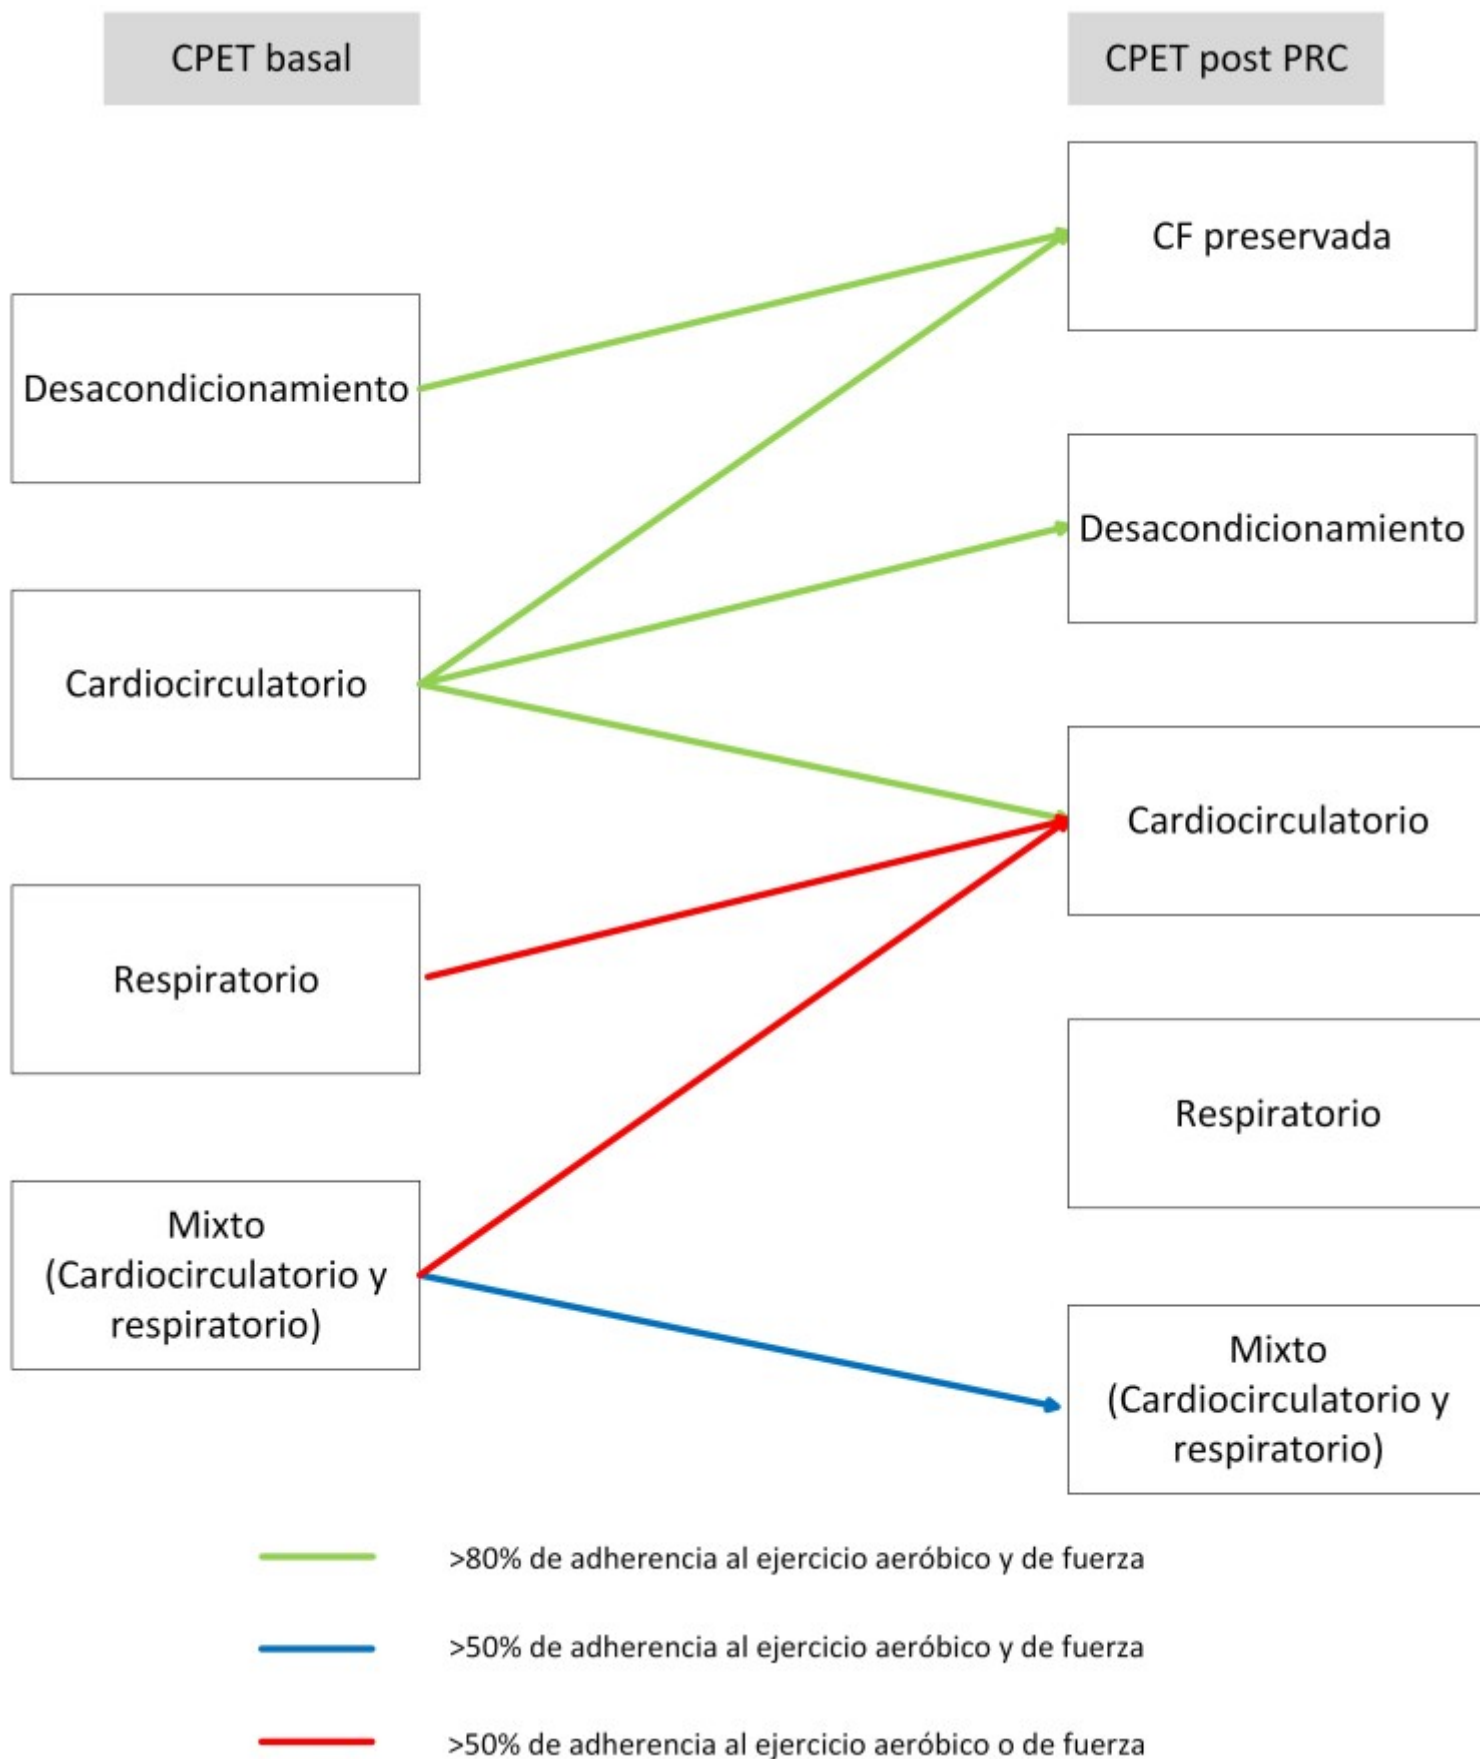 CPET basal
CPET post PRC
CF preservada
Desacondicionamiento
Desacondicionamiento
Cardiocirculatorio
Cardiocirculatorio
Respiratorio
Respiratorio
Mixto
(Cardiocirculatorio y
respiratorio)
Mixto
(Cardiocirculatorio y
respiratorio)
>80% de adherencia al ejercicio aeróbico y de fuerza
>50% de adherencia al ejercicio aeróbico y de fuerza
>50% de adherencia al ejercicio aeróbico o de fuerza